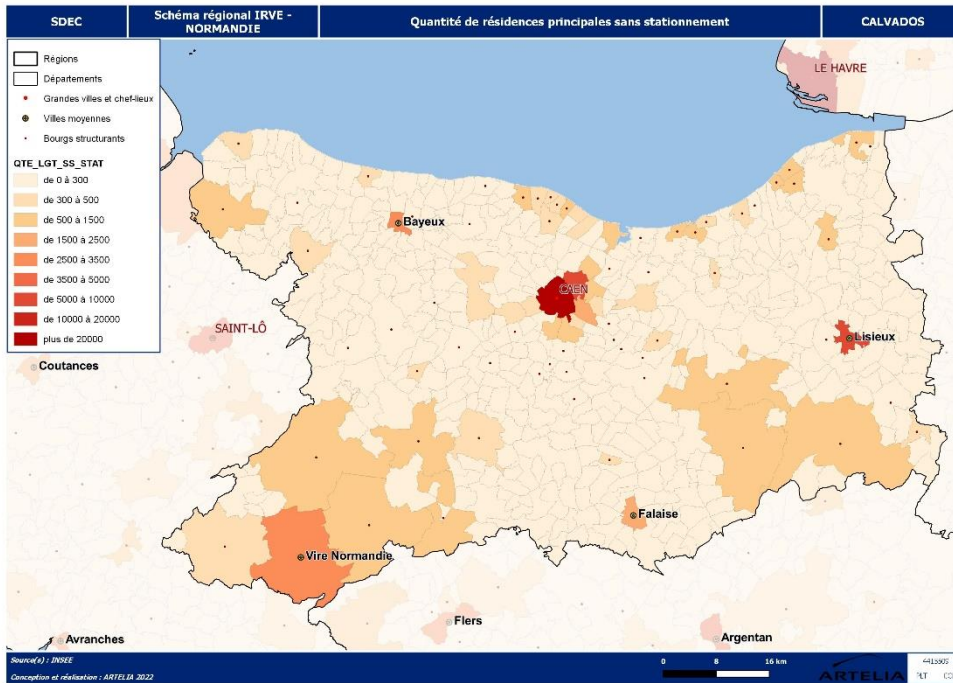 SDEC
Schéma régional IRVE -
NORMANDIE
Quantité de résidences principales sans stationnement
CALVADOS
Régions
Départements
Grandes villes et chef-lieux
Villes moyennes
Bourgs structurants
QTE_LGT_SS_STAT
de 0 à 300
de 300 à 500
de 500 à 1500
de 1500 à 2500
de 2500 à 3500
de 3500 à 5000
de 5000 à 10000
de 10000 à 20000
plus de 20000
LE HAVRE
Bayeux
CAEN
SAINT-LÔ
Lisieux
Coutances
Falaise
Vire Normandie
Flers
Avranches
Argentan
Source(s) : INSEE
Conception et réalisation : ARTELIA 2022
0 8 16 km
ARTELIA
PLT